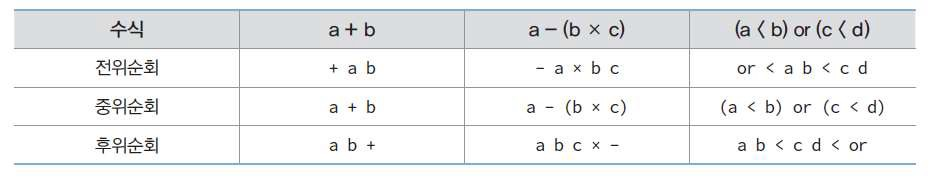 수식 a + b a − (b × c) (a < b) or (c < d)
전위순회 + a b - a × b c or < a b < c d
중위순회 a + b a - (b × c) (a < b) or (c < d)
후위순회 a b + a b c × - a b < c d < or